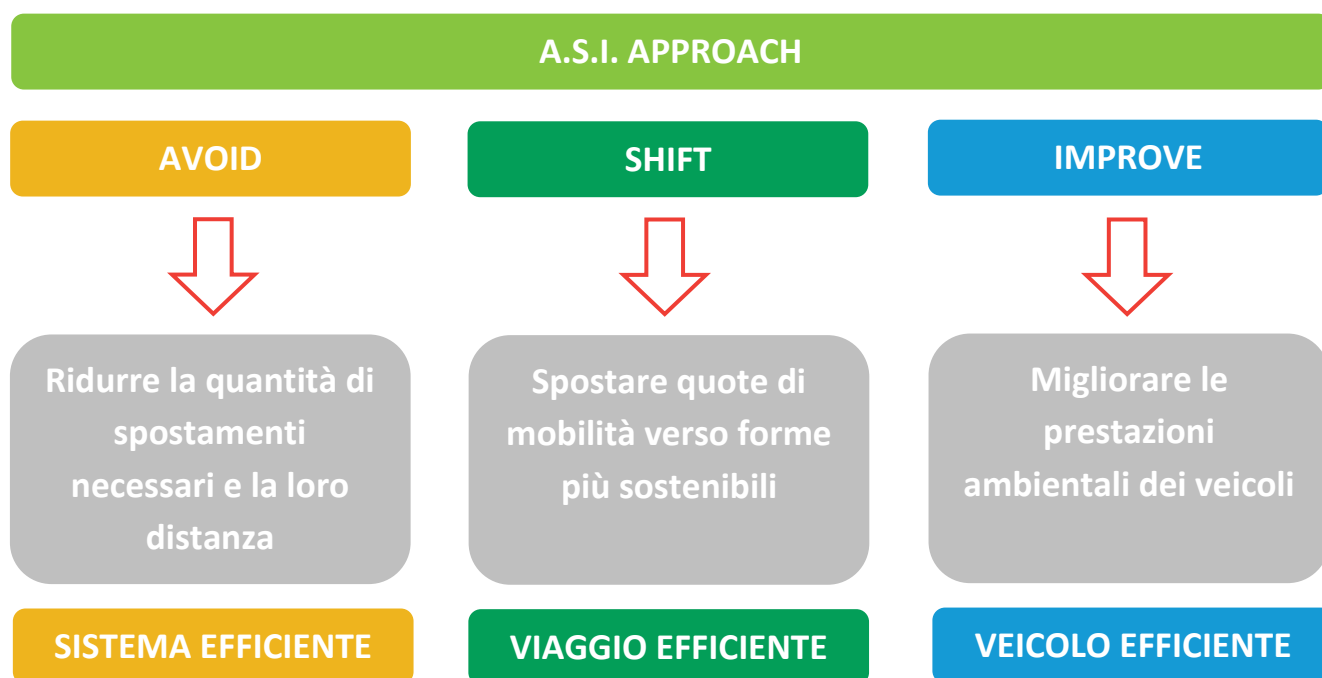 A.S.I. APPROACH
AVOID
SHIFT
IMPROVE
Ridurre la quantità di
spostamenti
necessari e la loro
distanza
Spostare quote di
mobilità verso forme
più sostenibili
Migliorare le
prestazioni
ambientali dei veicoli
SISTEMA EFFICIENTE
VIAGGIO EFFICIENTE
VEICOLO EFFICIENTE